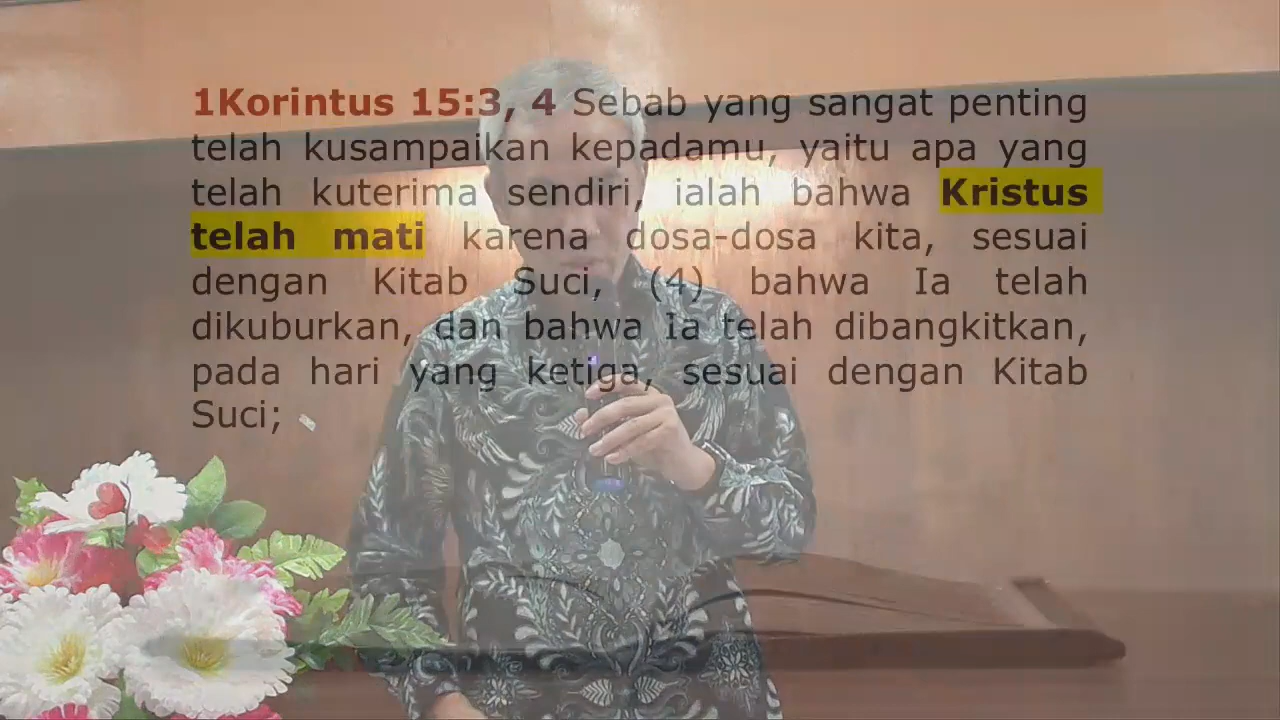 1Korintus 15:3, 4 Sebab yang sangat penting
telah kusampaikan kepadamu, yaitu apa yang
telah kuterima sendiri, ialah bahwa Kristus
telah mati karena dosa-dosa kita, sesuai
dengan Kitab Suci, (4) bahwa Ia telah
dikuburkan, dan bahwa Ia telah dibangkitkan,
pada hari yang ketiga, sesuai dengan Kitab
Suci;